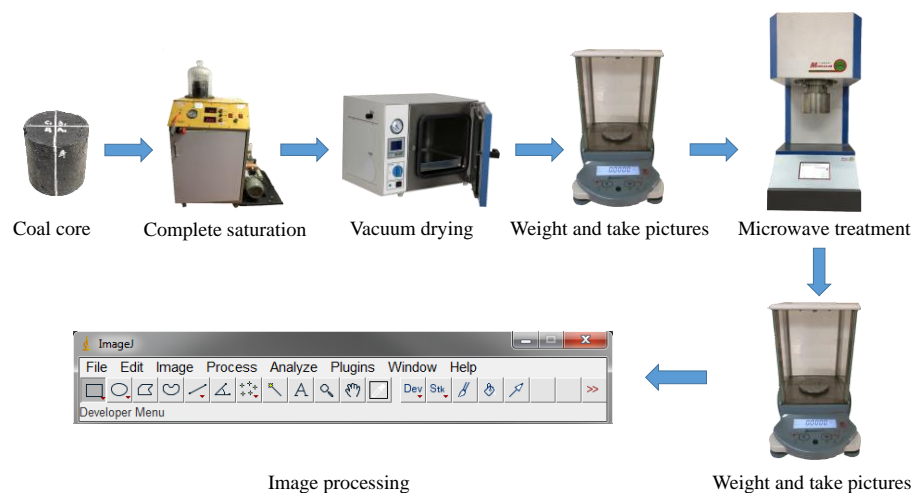 Coal core
Complete saturation
Vacuum drying
Weight and take pictures
Microwave treatment
ImageJ
File Edit Image Process Analyze Plugins Window Help
A Dev Stk >>
Developer Menu
Image processing
Weight and take pictures